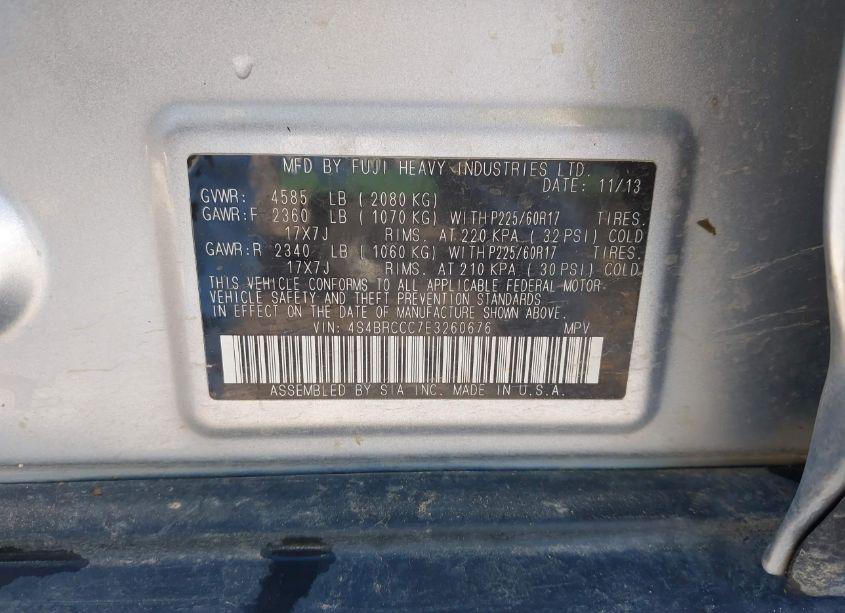 MFD BY FUJI HEAVY INDUSTRIES LTD.
DATE: 11/13
GVWR: 4585 LB ( 2080 KG)
GAWR:F 2360 LB ( 1070 KG) WITH P225/60R17 TIRES.
17X7J RIMS. AT 220 KPA ( 32 PSI) COLD
GAWR:R 2340 LB ( 1060 KG) WITH P225/60R17 TIRES.
17X7J RIMS. AT 210 KPA ( 30 PSI) COLD.
THIS VEHICLE CONFORMS TO ALL APPLICABLE FEDERAL MOTOR
VEHICLE SAFETY AND THEFT PREVENTION STANDARDS
IN EFFECT ON THE DATE OF MANUFACTURE SHOWN ABOVE.
VIN: 4S4BRCCC7E3260676 MPV
ASSEMBLED BY SIA INC. MADE IN U.S.A.